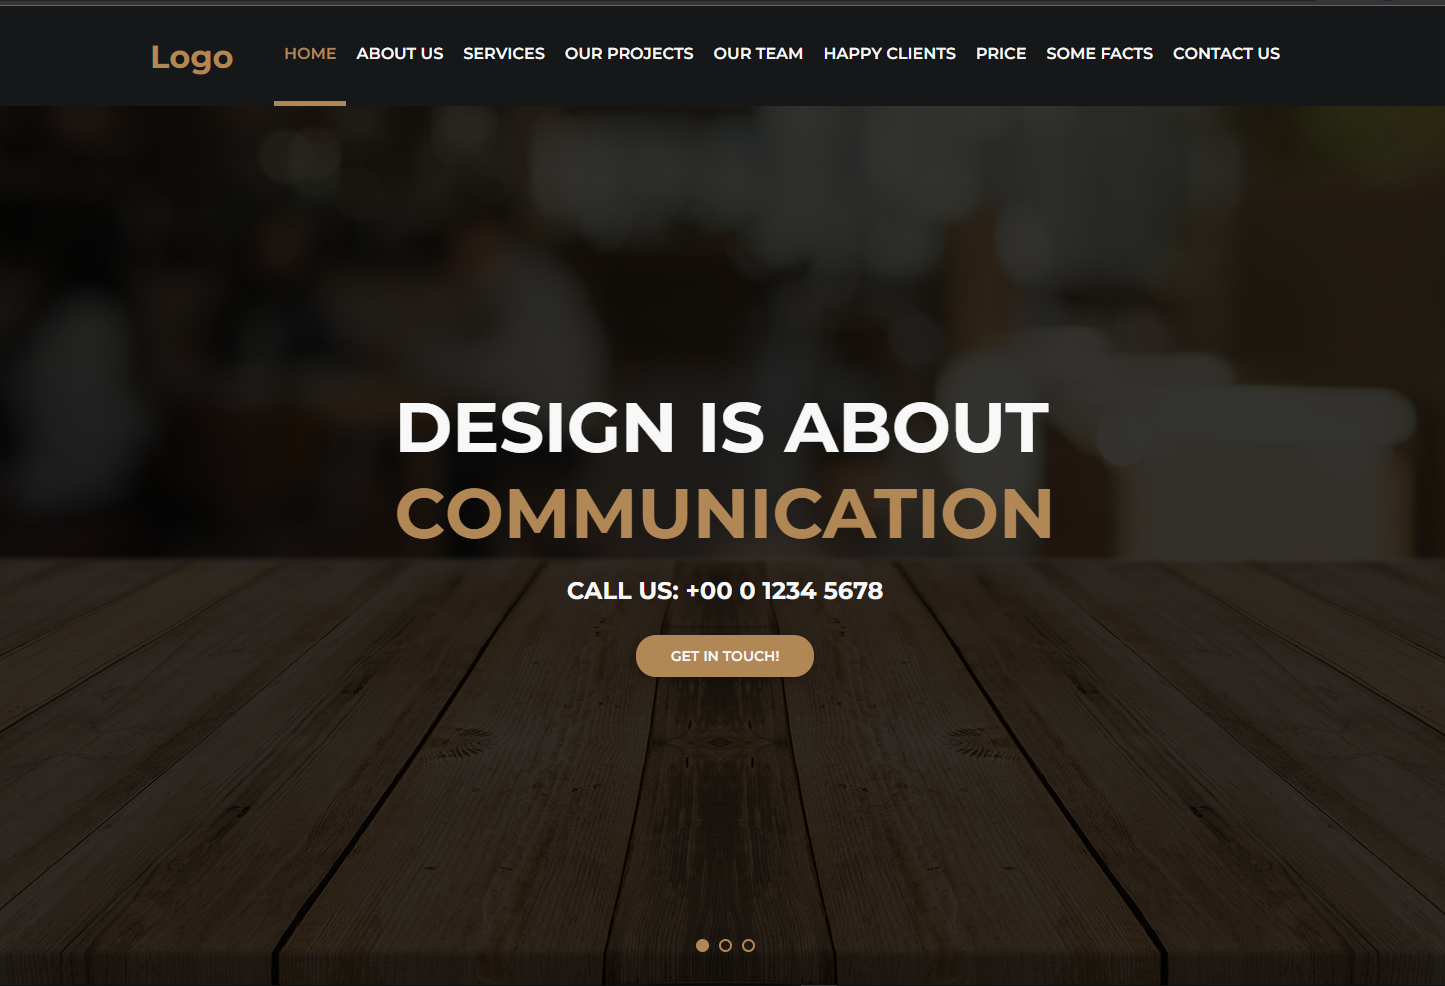 Logo
HOME ABOUT US SERVICES OUR PROJECTS OUR TEAM HAPPY CLIENTS PRICE SOME FACTS CONTACT US
DESIGN IS ABOUT
COMMUNICATION
CALL US: +00 0 1234 5678
GET IN TOUCH!